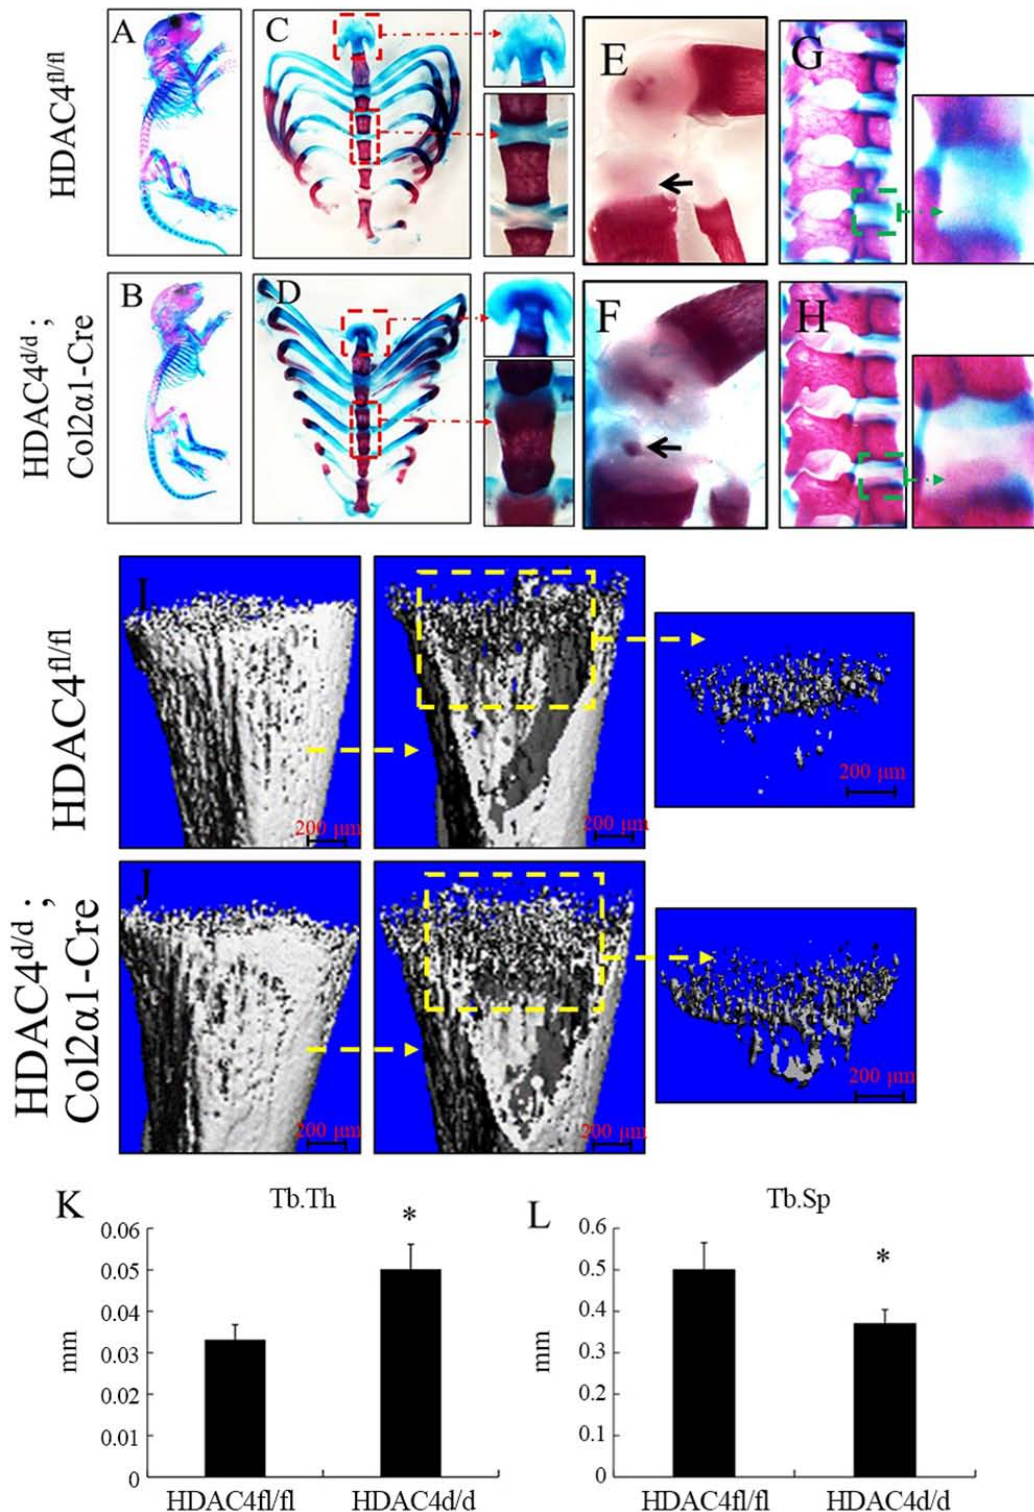 HDAC4fl/fl
A
C
E
G
HDAC4d/d ;
Col2α1-Cre
B
D
F
H
HDAC4fl/fl
I
200 μm
200 μm
200 μm
HDAC4d/d ;
Col2α1-Cre
J
200 μm
200 μm
200 μm
K
Tb.Th
*
0.06
0.05
0.04
0.03
0.02
0.01
0
mm
HDAC4fl/fl
HDAC4d/d
L
Tb.Sp
*
0.6
0.5
0.4
0.3
0.2
0.1
0
mm
HDAC4fl/fl
HDAC4d/d